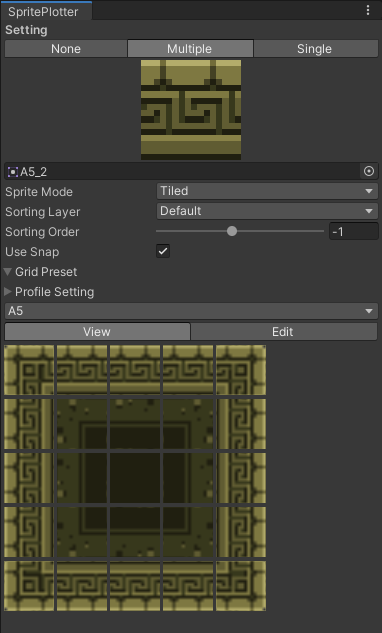 SpritePlotter
Setting
None Multiple Single
A5_2
Sprite Mode Tiled
Sorting Layer Default
Sorting Order -1
Use Snap
Grid Preset
Profile Setting
A5
View Edit